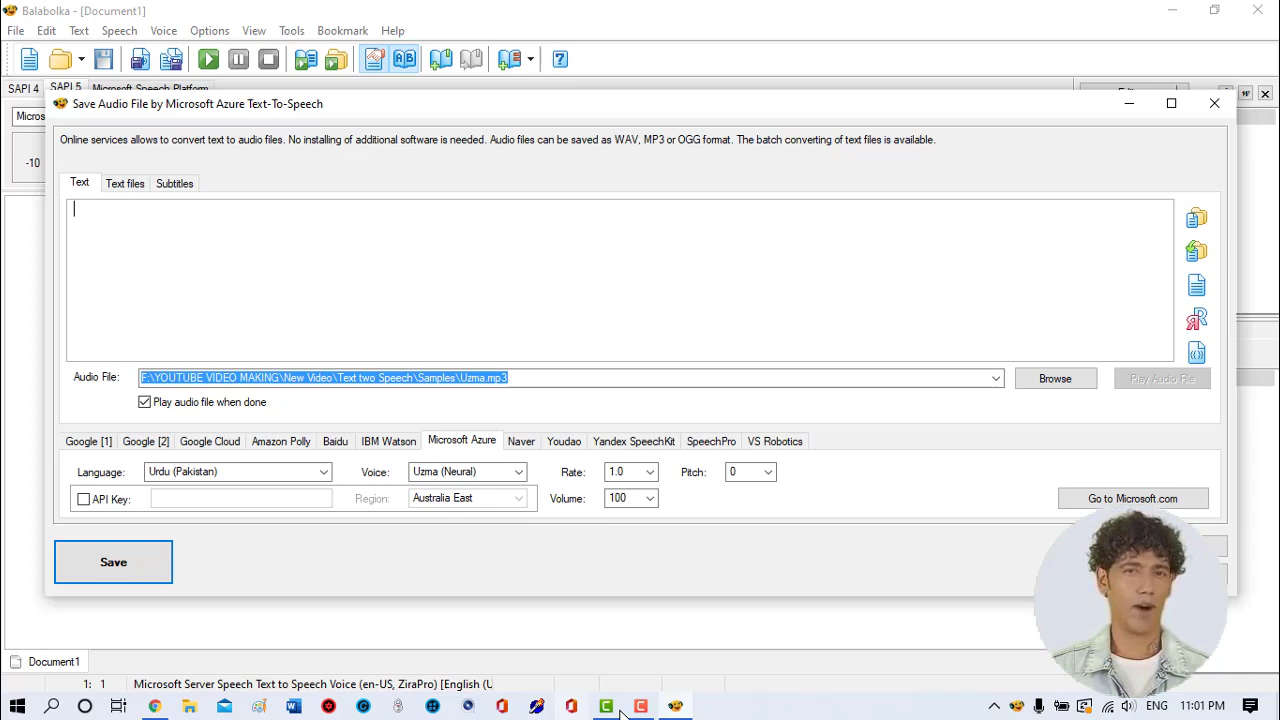 Balabolka - [Document1]
File Edit Text Speech Voice Options View Tools Bookmark Help
SAPI 4 SAPI 5 Microsoft Speech Platform
Save Audio File by Microsoft Azure Text-To-Speech
Micros
-10
Online services allows to convert text to audio files. No installing of additional software is needed. Audio files can be saved as WAV, MP3 or OGG format. The batch converting of text files is available.
Text Text files Subtitles
Audio File: F:\YOUTUBE VIDEO MAKING\New Video\Text two Speech\Samples\Uzma.mp3 Browse Play Audio File
Play audio file when done
Google [1] Google [2] Google Cloud Amazon Polly Baidu IBM Watson Microsoft Azure Naver Youdao Yandex SpeechKit SpeechPro VS Robotics
Language: Urdu (Pakistan) Voice: Uzma (Neural) Rate: 1.0 Pitch: 0
API Key: Region: Australia East Volume: 100 Go to Microsoft.com
Save
Document1
1: 1 Microsoft Server Speech Text to Speech Voice (en-US, ZiraPro) [English (U
ENG 11:01 PM